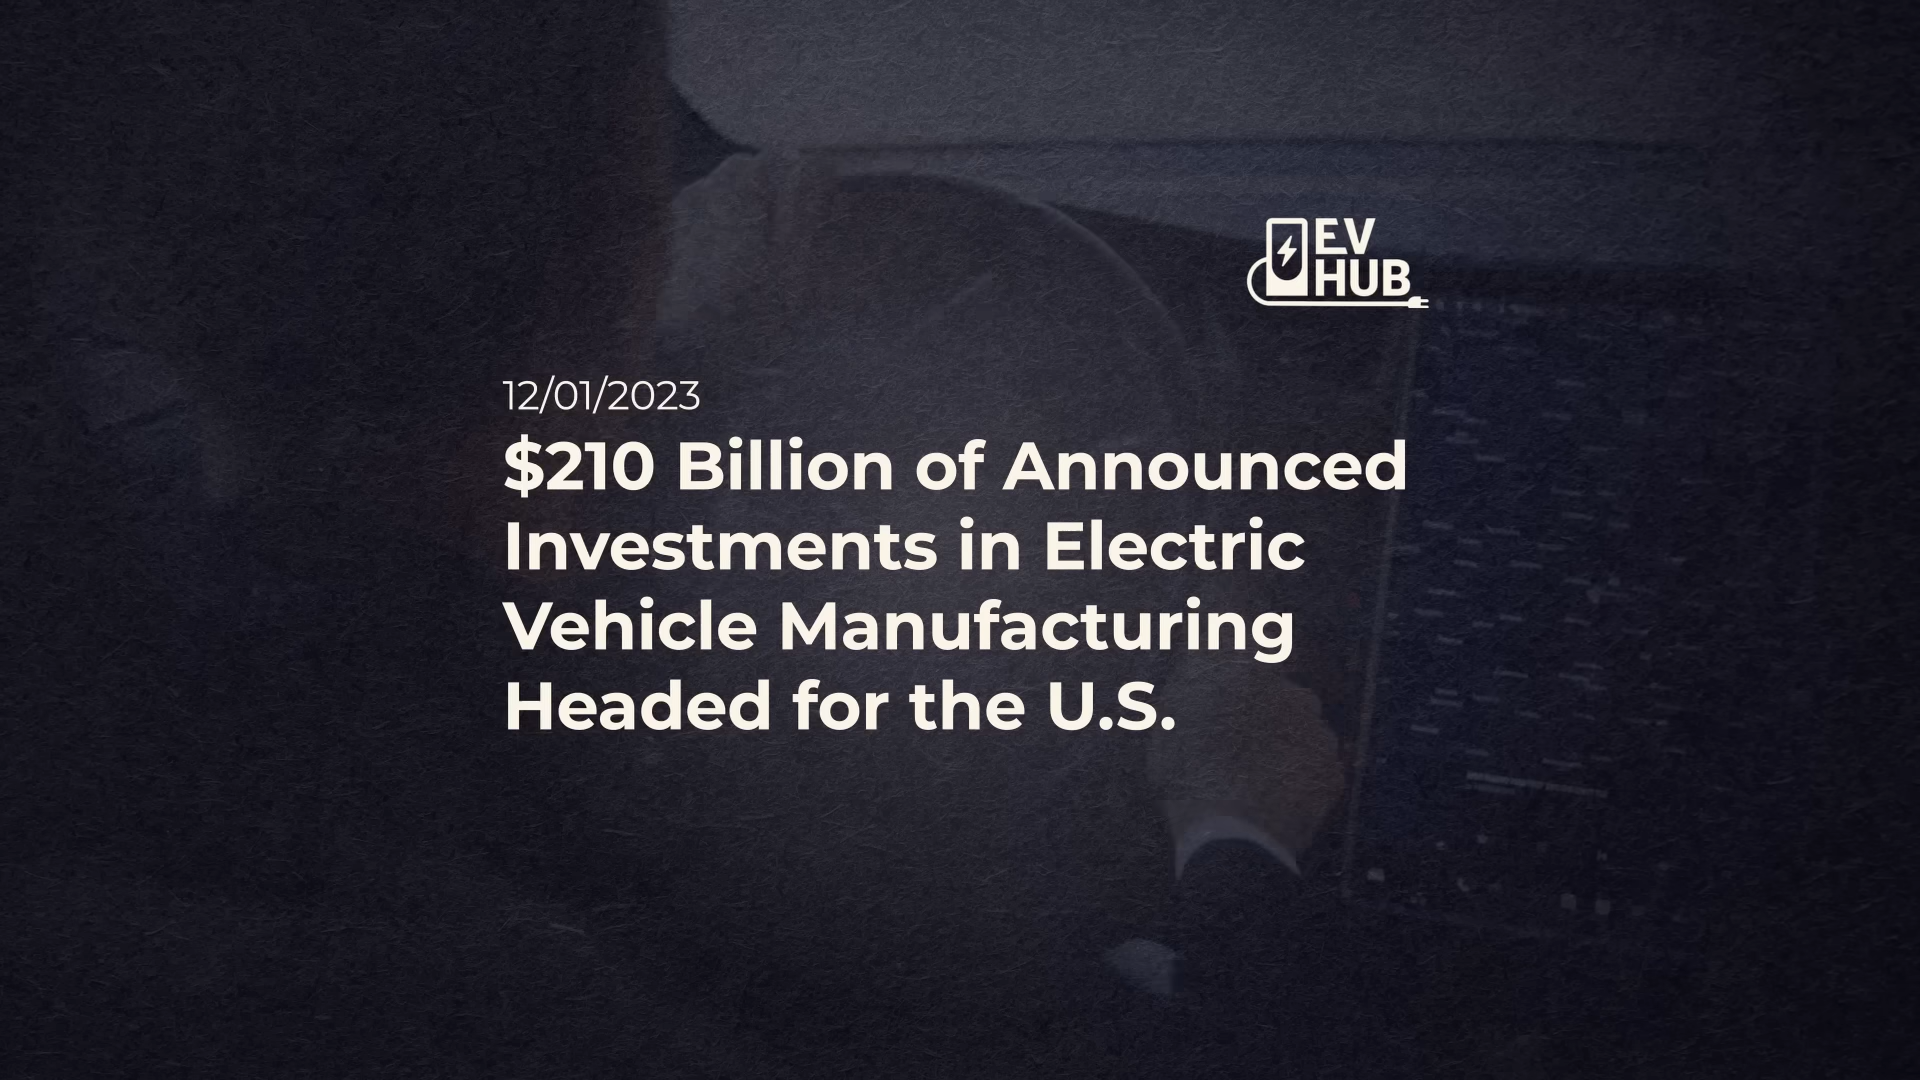 EV
HUB
12/01/2023
$210 Billion of Announced
Investments in Electric
Vehicle Manufacturing
Headed for the U.S.